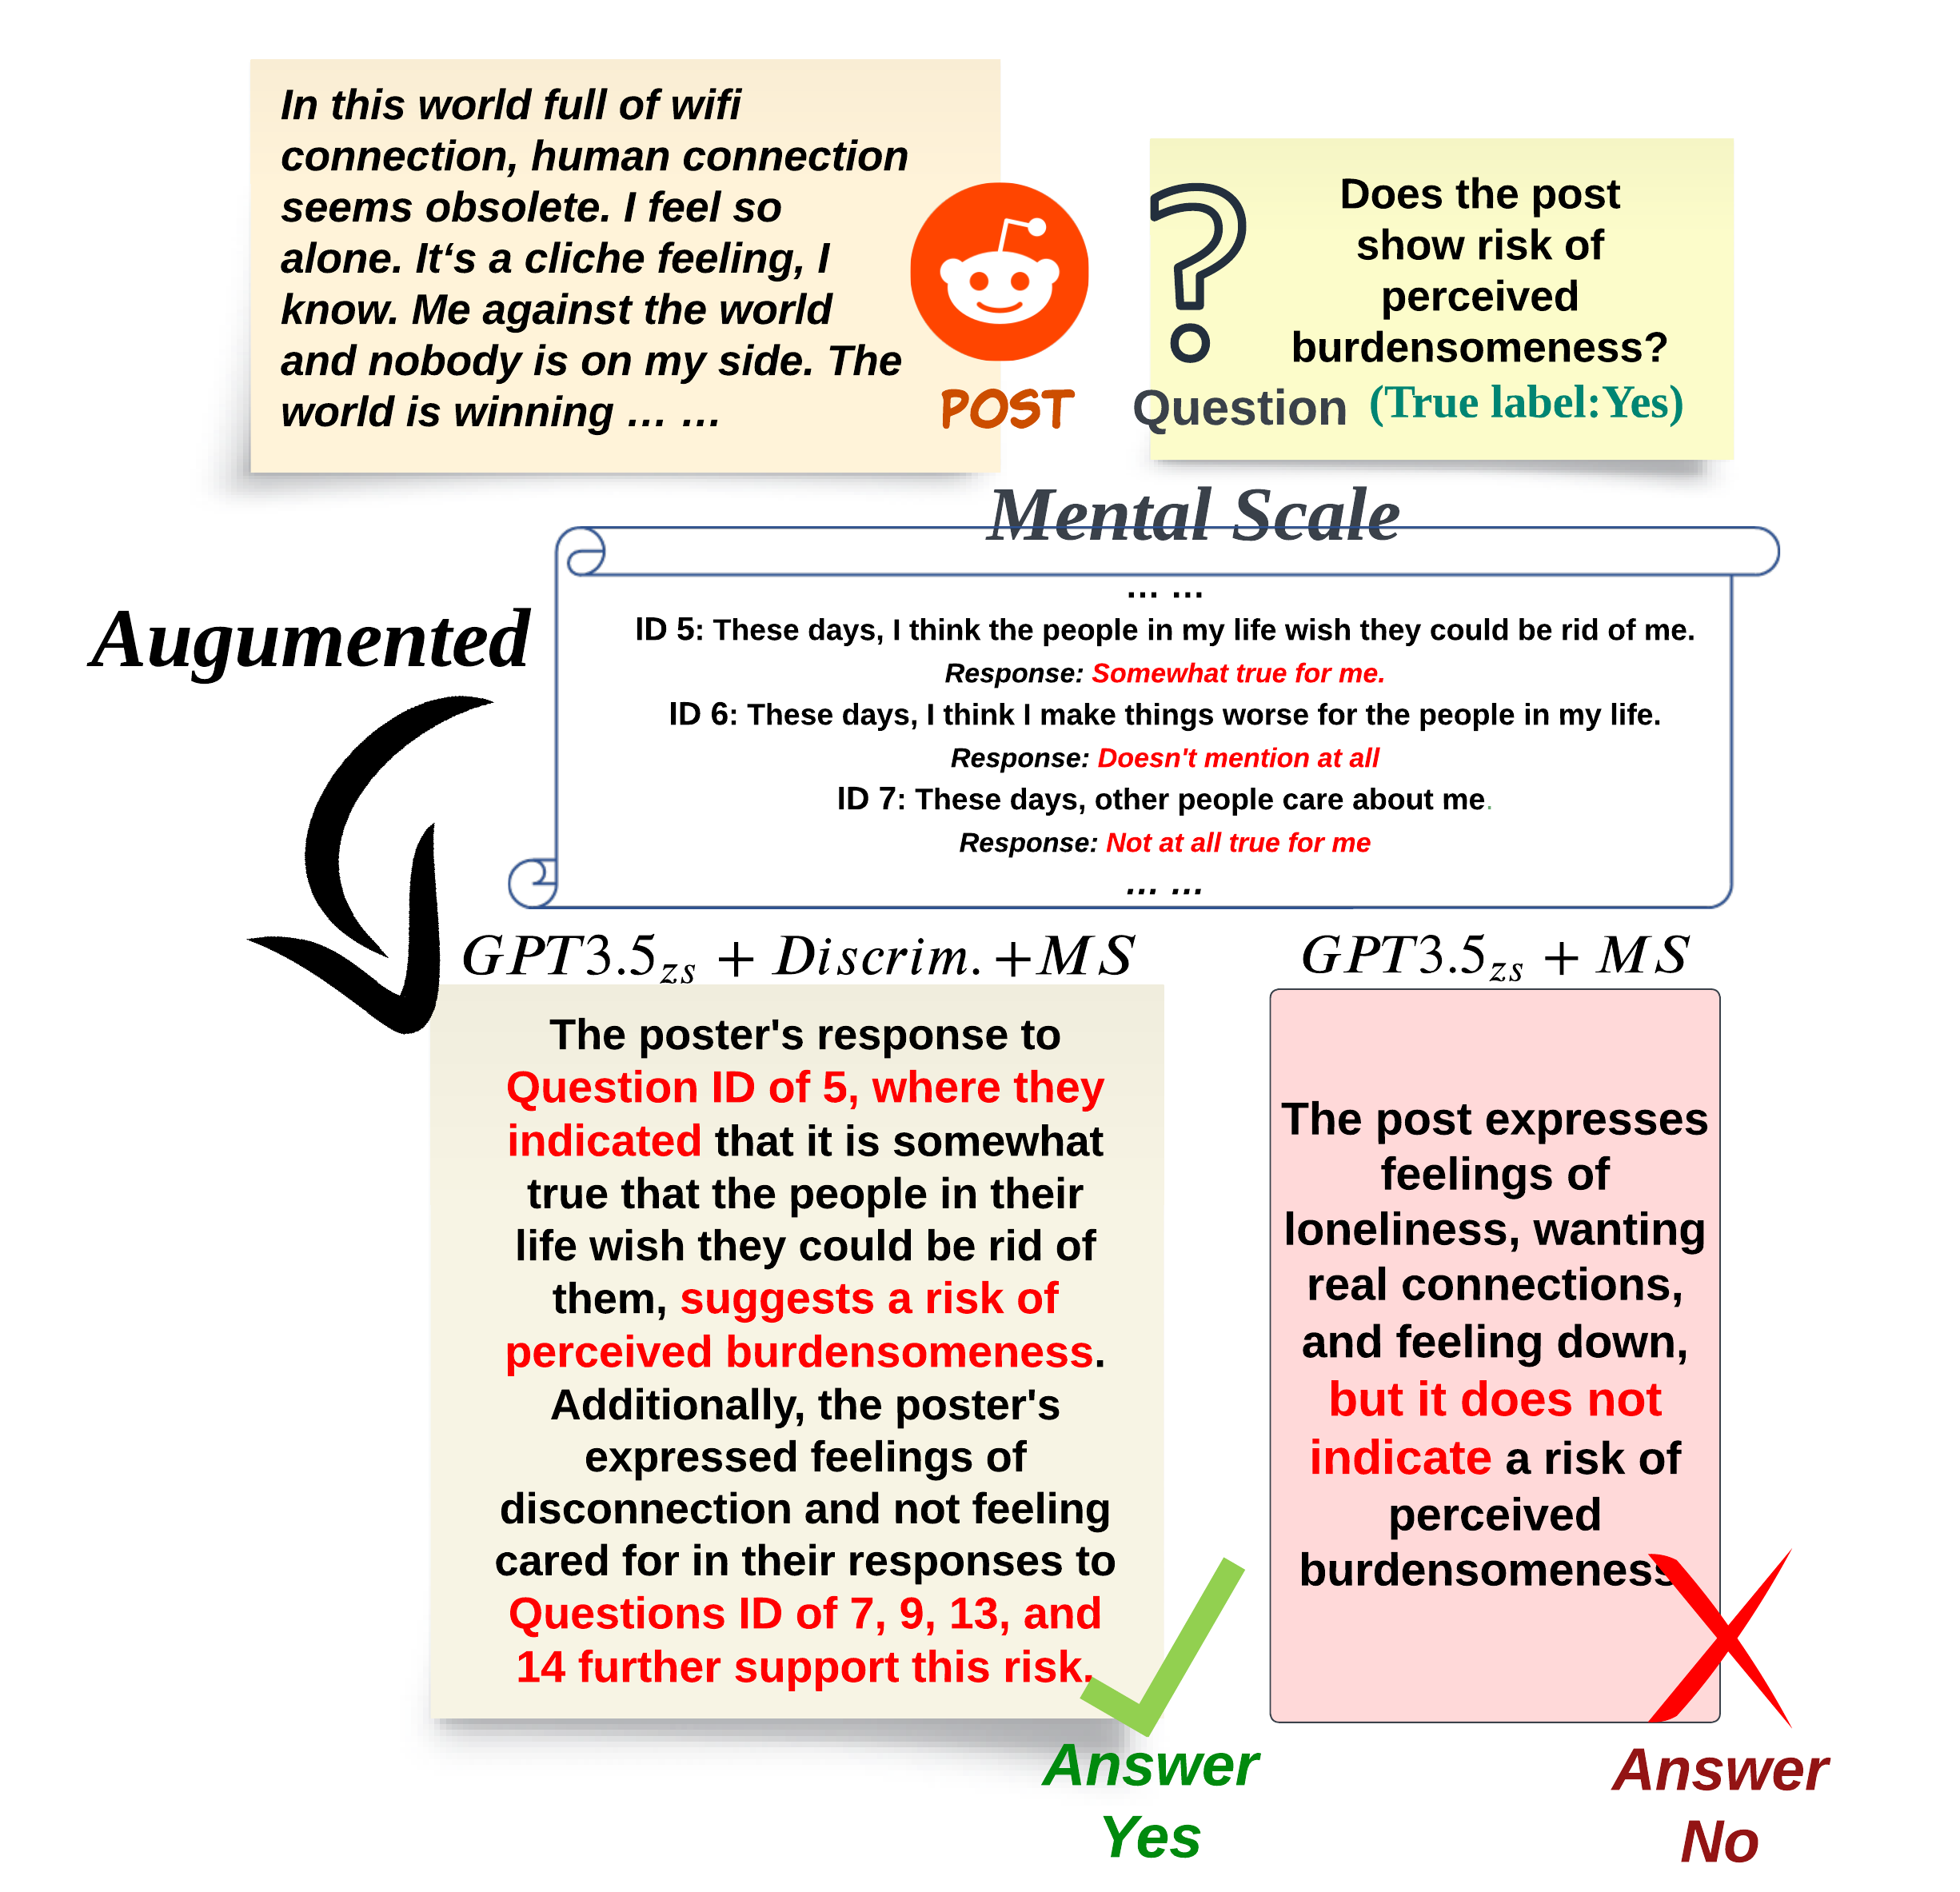 In this world full of wifi
connection, human connection
seems obsolete. I feel so
alone. It‘s a cliche feeling, I
know. Me against the world
and nobody is on my side. The
world is winning … …
POST
Does the post
show risk of
perceived
burdensomeness?
Question (True label:Yes)
Mental Scale
Augumented
… …
ID 5: These days, I think the people in my life wish they could be rid of me.
Response: Somewhat true for me.
ID 6: These days, I think I make things worse for the people in my life.
Response: Doesn't mention at all
ID 7: These days, other people care about me.
Response: Not at all true for me
… …
GPT3.5zs + Discrim. +MS
The poster's response to
Question ID of 5, where they
indicated that it is somewhat
true that the people in their
life wish they could be rid of
them, suggests a risk of
perceived burdensomeness.
Additionally, the poster's
expressed feelings of
disconnection and not feeling
cared for in their responses to
Questions ID of 7, 9, 13, and
14 further support this risk.
Answer
Yes
GPT3.5zs + MS
The post expresses
feelings of
loneliness, wanting
real connections,
and feeling down,
but it does not
indicate a risk of
perceived
burdensomeness
Answer
No